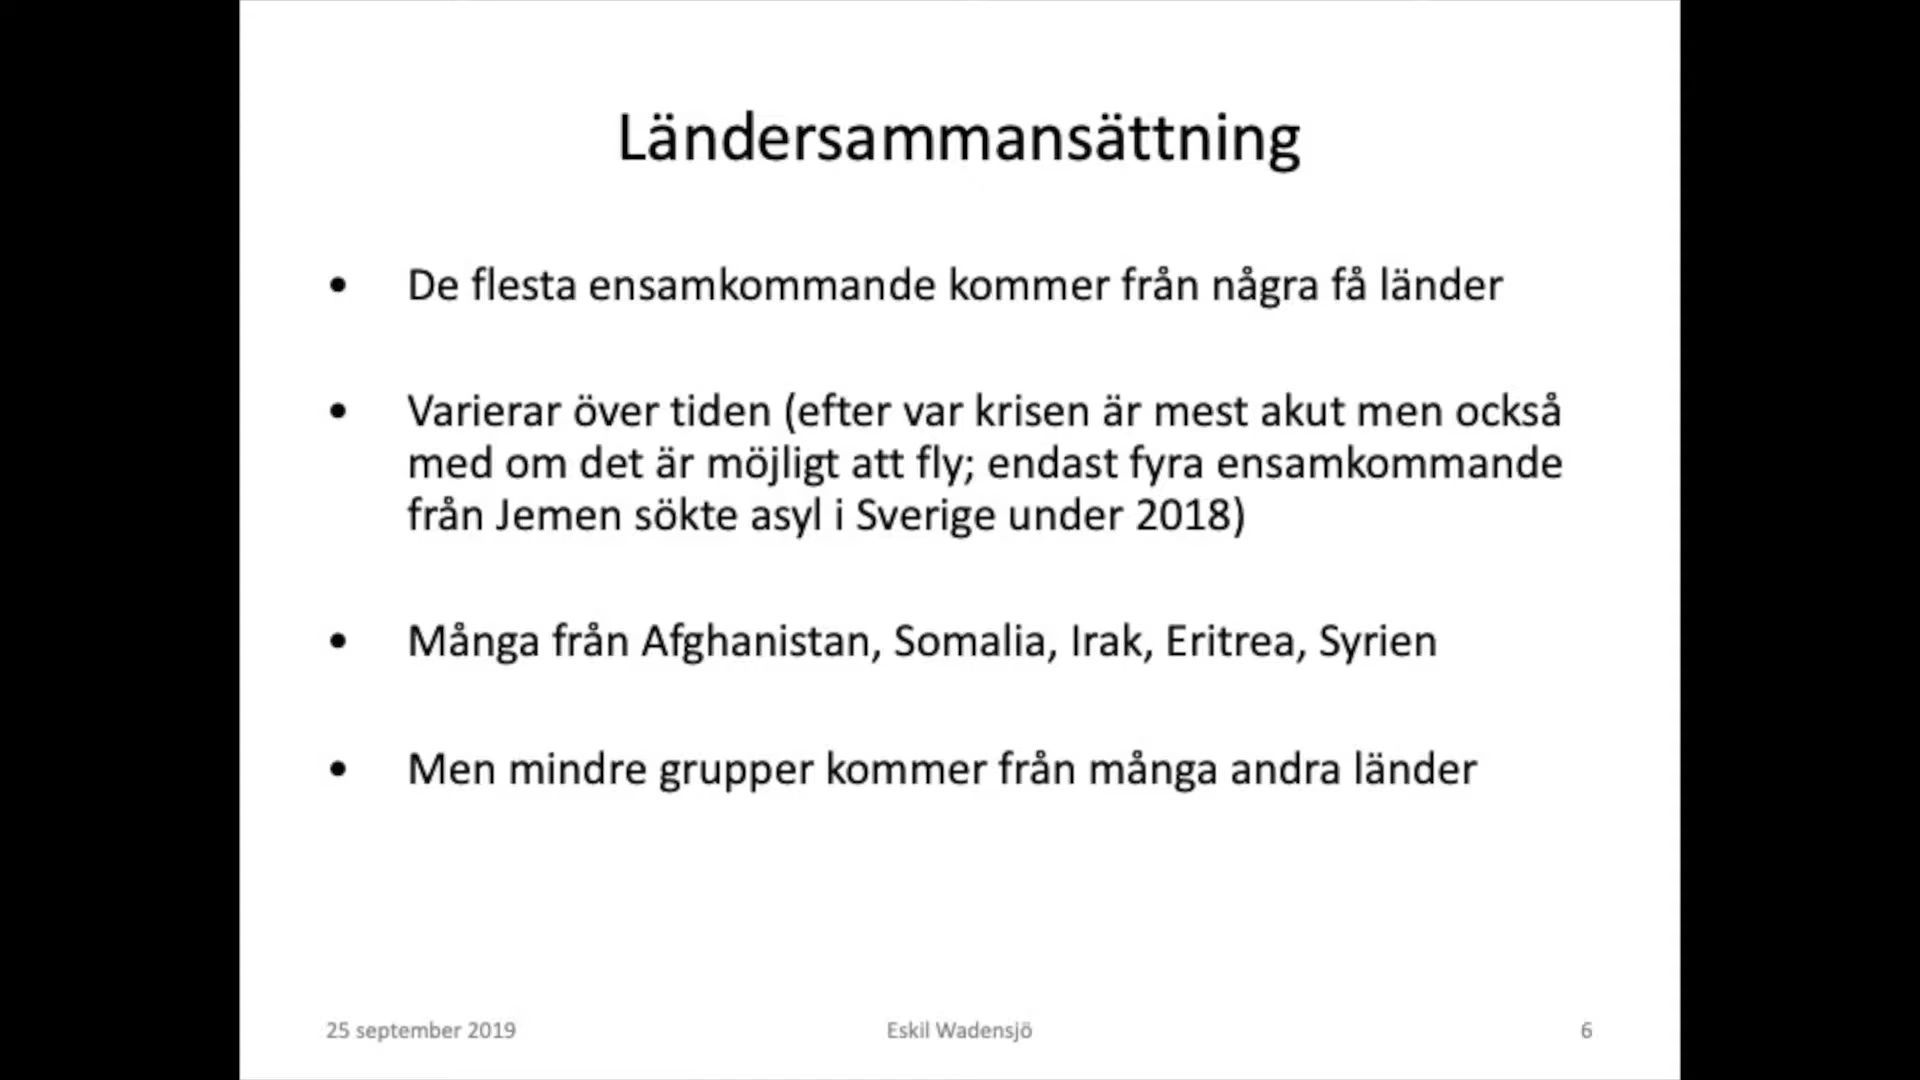 Ländersammansättning
• De flesta ensamkommande kommer från några få länder
• Varierar över tiden (efter var krisen är mest akut men också
med om det är möjligt att fly; endast fyra ensamkommande
från Jemen sökte asyl i Sverige under 2018)
• Många från Afghanistan, Somalia, Irak, Eritrea, Syrien
• Men mindre grupper kommer från många andra länder
25 september 2019 Eskil Wadensjö 6